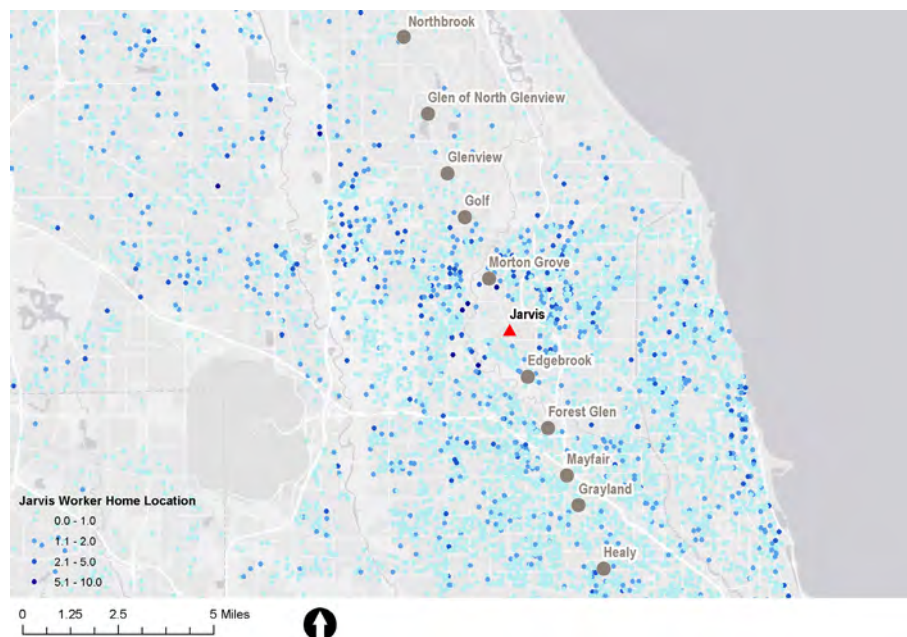 Northbrook
Glen of North Glenview
Glenview
Golf
Morton Grove
Jarvis
Edgebrook
Forest Glen
Mayfair
Grayland
Healy
Jarvis Worker Home Location
0.0 - 1.0
1.1 - 2.0
2.1 - 5.0
5.1 - 10.0
0 1.25 2.5 5 Miles